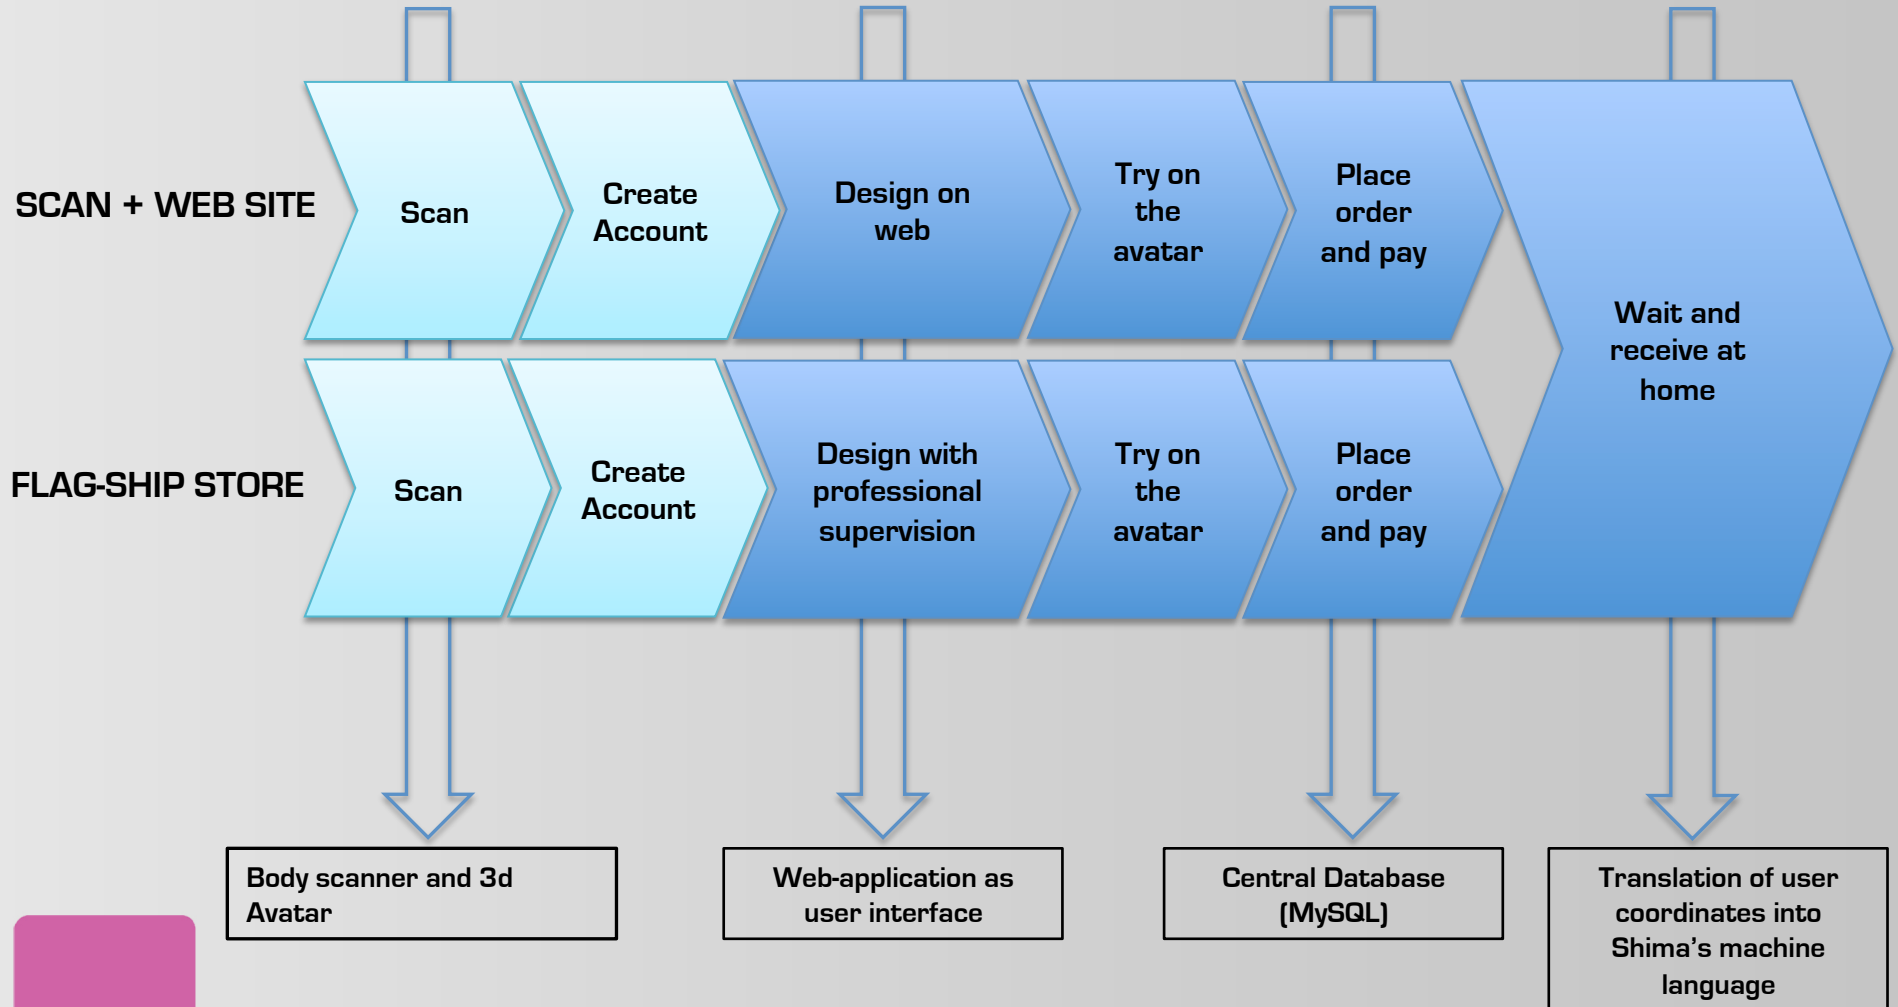 SCAN + WEB SITE
Scan
Create
Account
Design on
web
Try on
the
avatar
Place
order
and pay
Wait and
receive at
home
FLAG-SHIP STORE
Scan
Create
Account
Design with
professional
supervision
Try on
the
avatar
Place
order
and pay
Body scanner and 3d
Avatar
Web-application as
user interface
Central Database
(MySQL)
Translation of user
coordinates into
Shima's machine
language